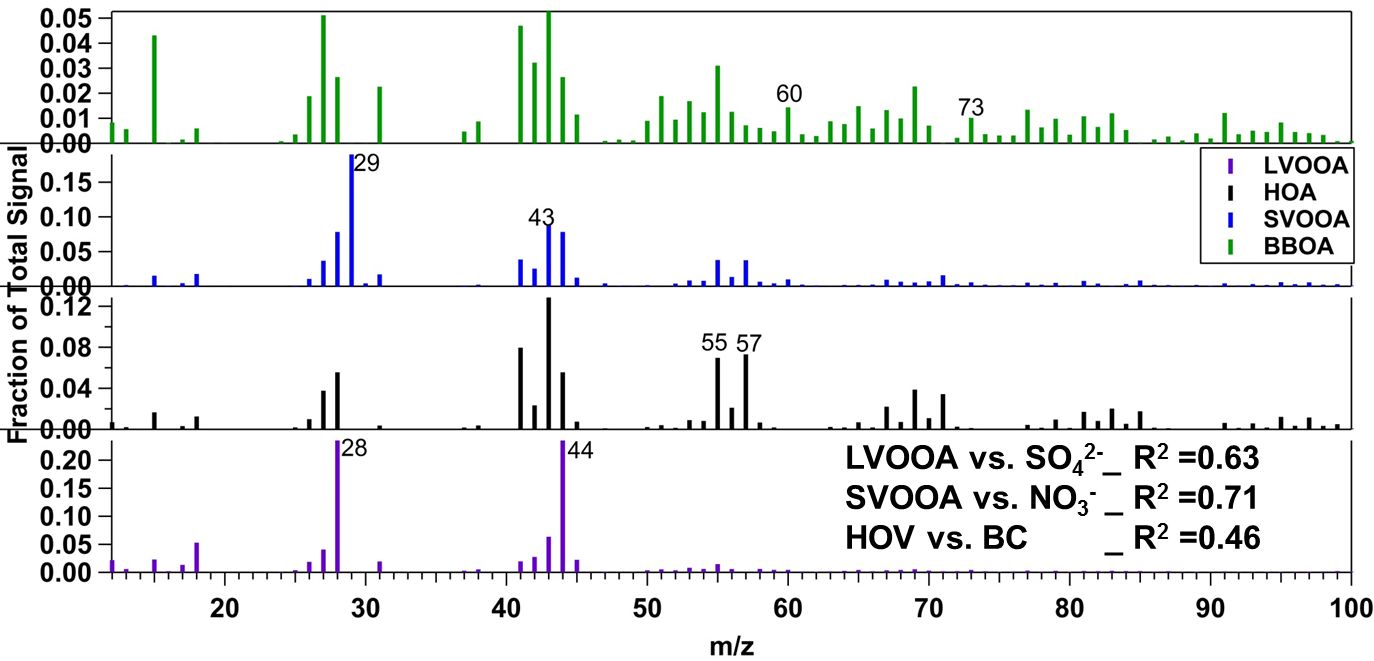 0.05
0.04
0.03
0.02
0.01
0.00
60
73
Fraction of Total Signal
0.15
0.10
0.05
0.00
29
43
LVOOA
HOA
SVOOA
BBOA
0.12
0.08
0.04
0.00
55 57
0.20
0.15
0.10
0.05
0.00
28
44
LVOOA vs. SO₄²⁻_ R² =0.63
SVOOA vs. NO₃⁻ _ R² =0.71
HOV vs. BC _ R² =0.46
20 30 40 50 60 70 80 90 100
m/z